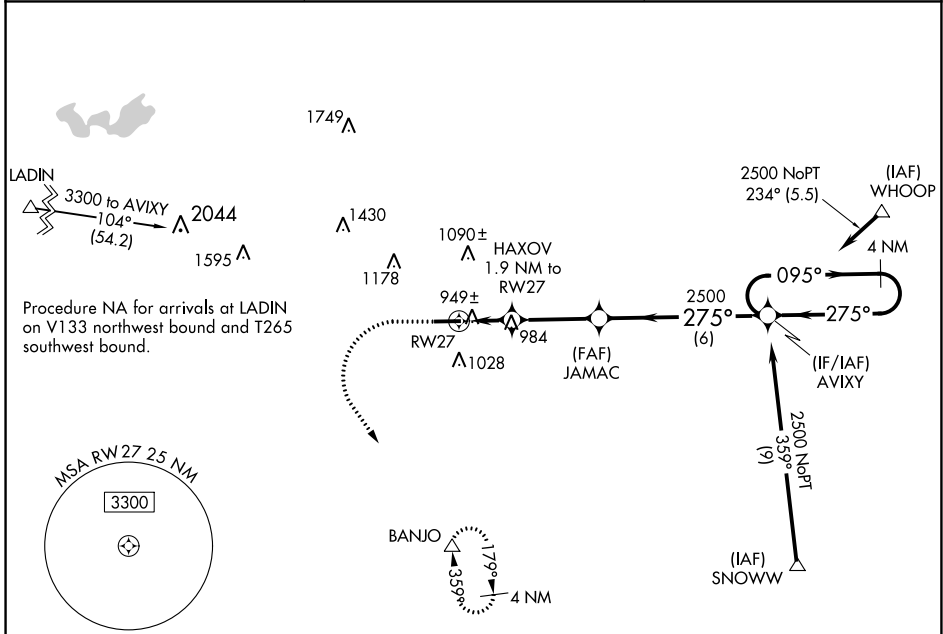 1749
LADIN
3300 to AVIXY
104°
(54.2)
2044
1595
1430
1178
1090±
HAXOV
1.9 NM to
RW27
2500 NoPT
234° (5.5)
(IAF)
WHOOP
4 NM
095°
949±
RW27
984
1028
2500
275°
(6)
275°
(FAF)
JAMAC
(IF/IAF)
AVIXY
Procedure NA for arrivals at LADIN
on V133 northwest bound and T265
southwest bound.
2500 NoPT
359°
(9)
MSA RW27 25 NM
3300
BANJO
179°
359°
4 NM
(IAF)
SNOWW